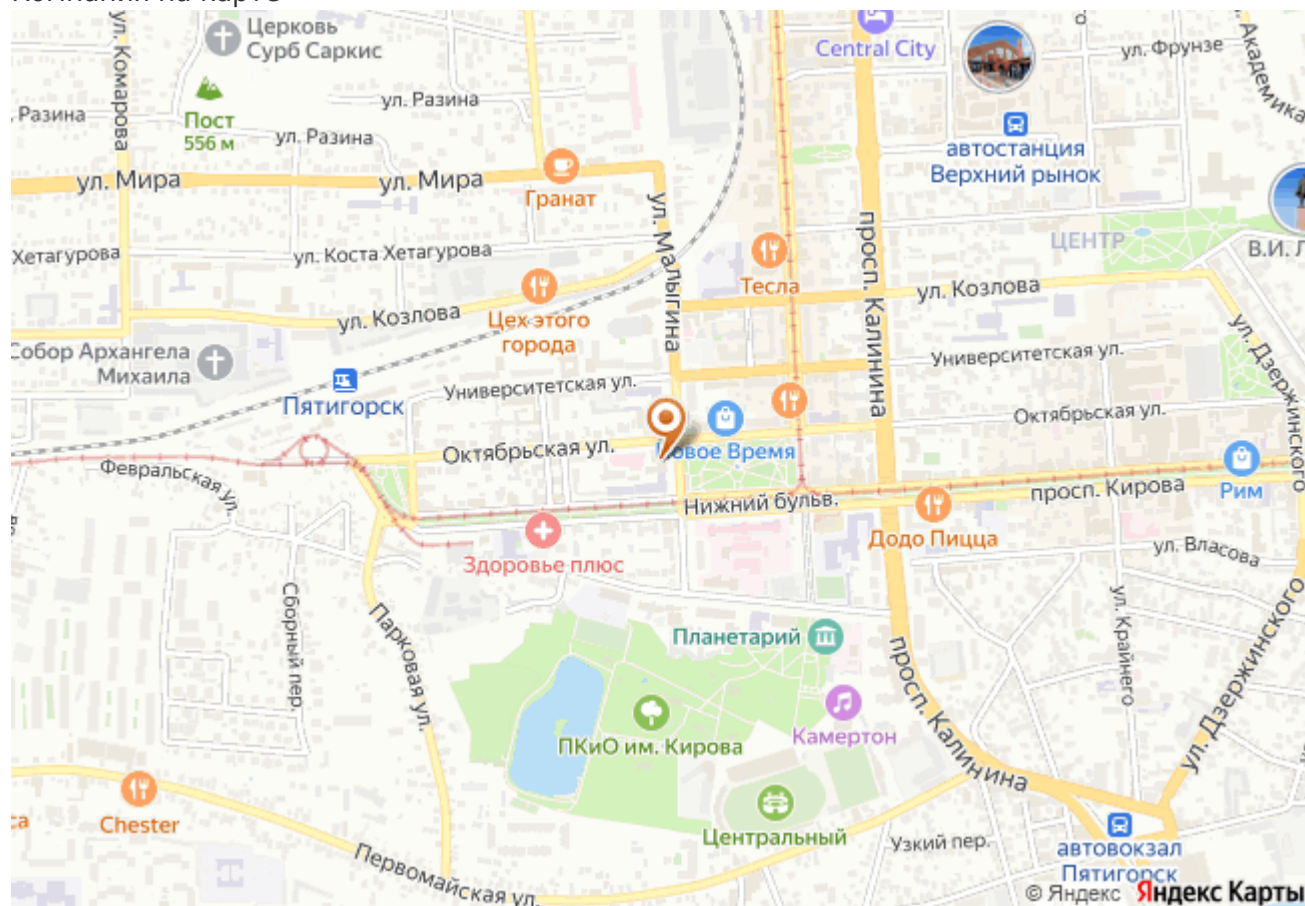 Церковь
Сурб Саркис
ул. Комарова
Central City
ул. Фрунзе
Академика
ул. Разина
Разина
Пост
556 м
ул. Разина
автостанция
Верхний рынок
ул. Мира
ул. Мира
Гранат
ул. Малыгина
просп. Калинина
ЦЕНТР
Хетагурова
ул. Коста Хетагурова
Тесла
ул. Козлова
ул. Козлова
Цех этого
города
ул. Дзержинского
Собор Архангела
Михаила
Университетская ул.
Пятигорск
Университетская ул.
Октябрьская ул.
Октябрьская ул.
Новое Время
Февральская ул.
Нижний бульв.
просп. Кирова
Рим
Додо Пицца
Здоровье плюс
ул. Власова
Сборный пер.
Парковая ул.
Планетарий
просп. Калинина
ул. Крайнего
ул. Дзержинского
ПКиО им. Кирова
Камертон
Chester
Центральный
Узкий пер.
автовокзал
Пятигорск
Первомайская ул.
© Яндекс Яндекс Карты